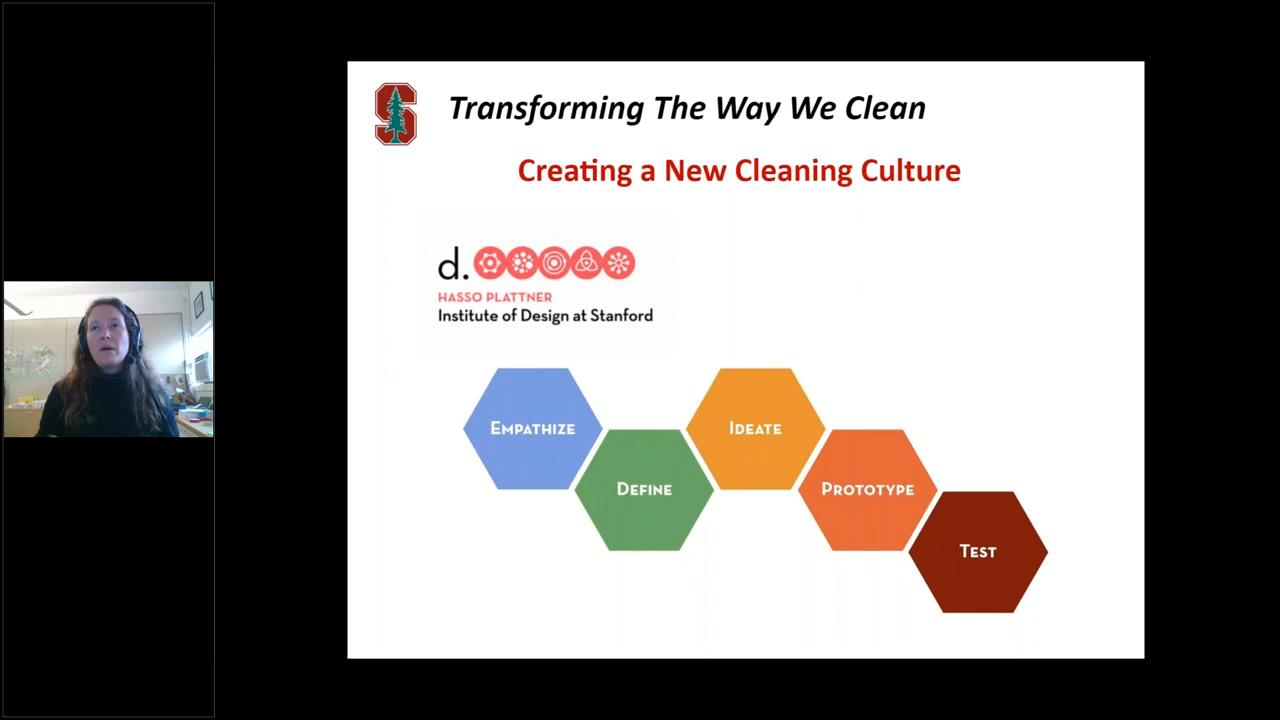 Transforming The Way We Clean
Creating a New Cleaning Culture
d.
HASSO PLATTNER
Institute of Design at Stanford
EMPATHIZE
DEFINE
IDEATE
PROTOTYPE
TEST